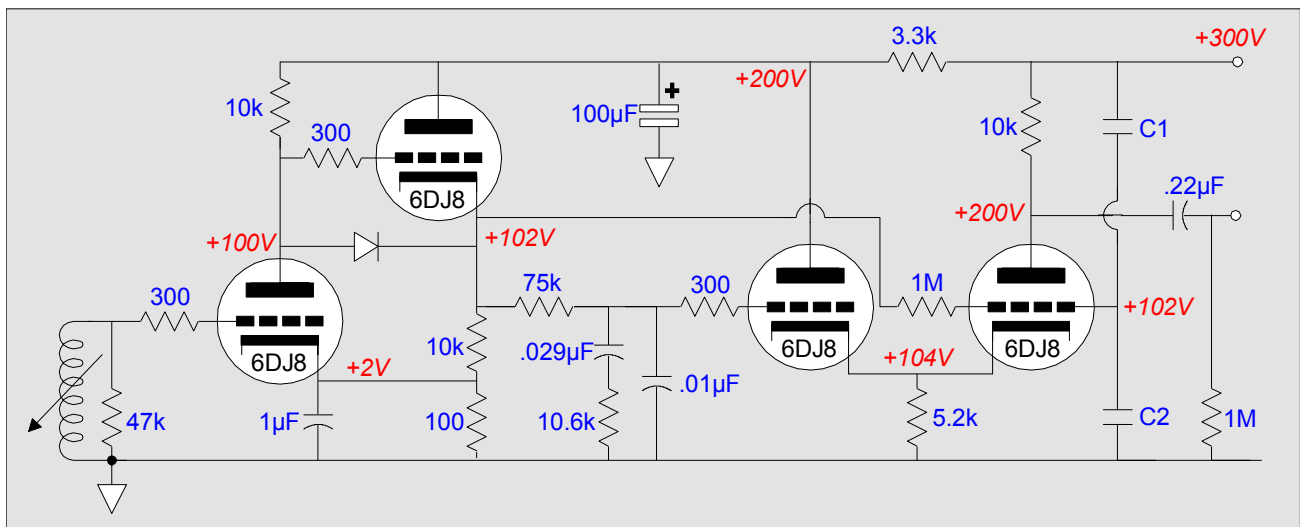 3.3k
+300V
+200V
10k
300
100µF
+
10k
C1
6DJ8
.22µF
+200V
+100V
+102V
75k
300
1M
+102V
300
6DJ8
10k
.029µF
6DJ8
6DJ8
+2V
+104V
.01µF
47k
1µF
100
10.6k
5.2k
C2
1M